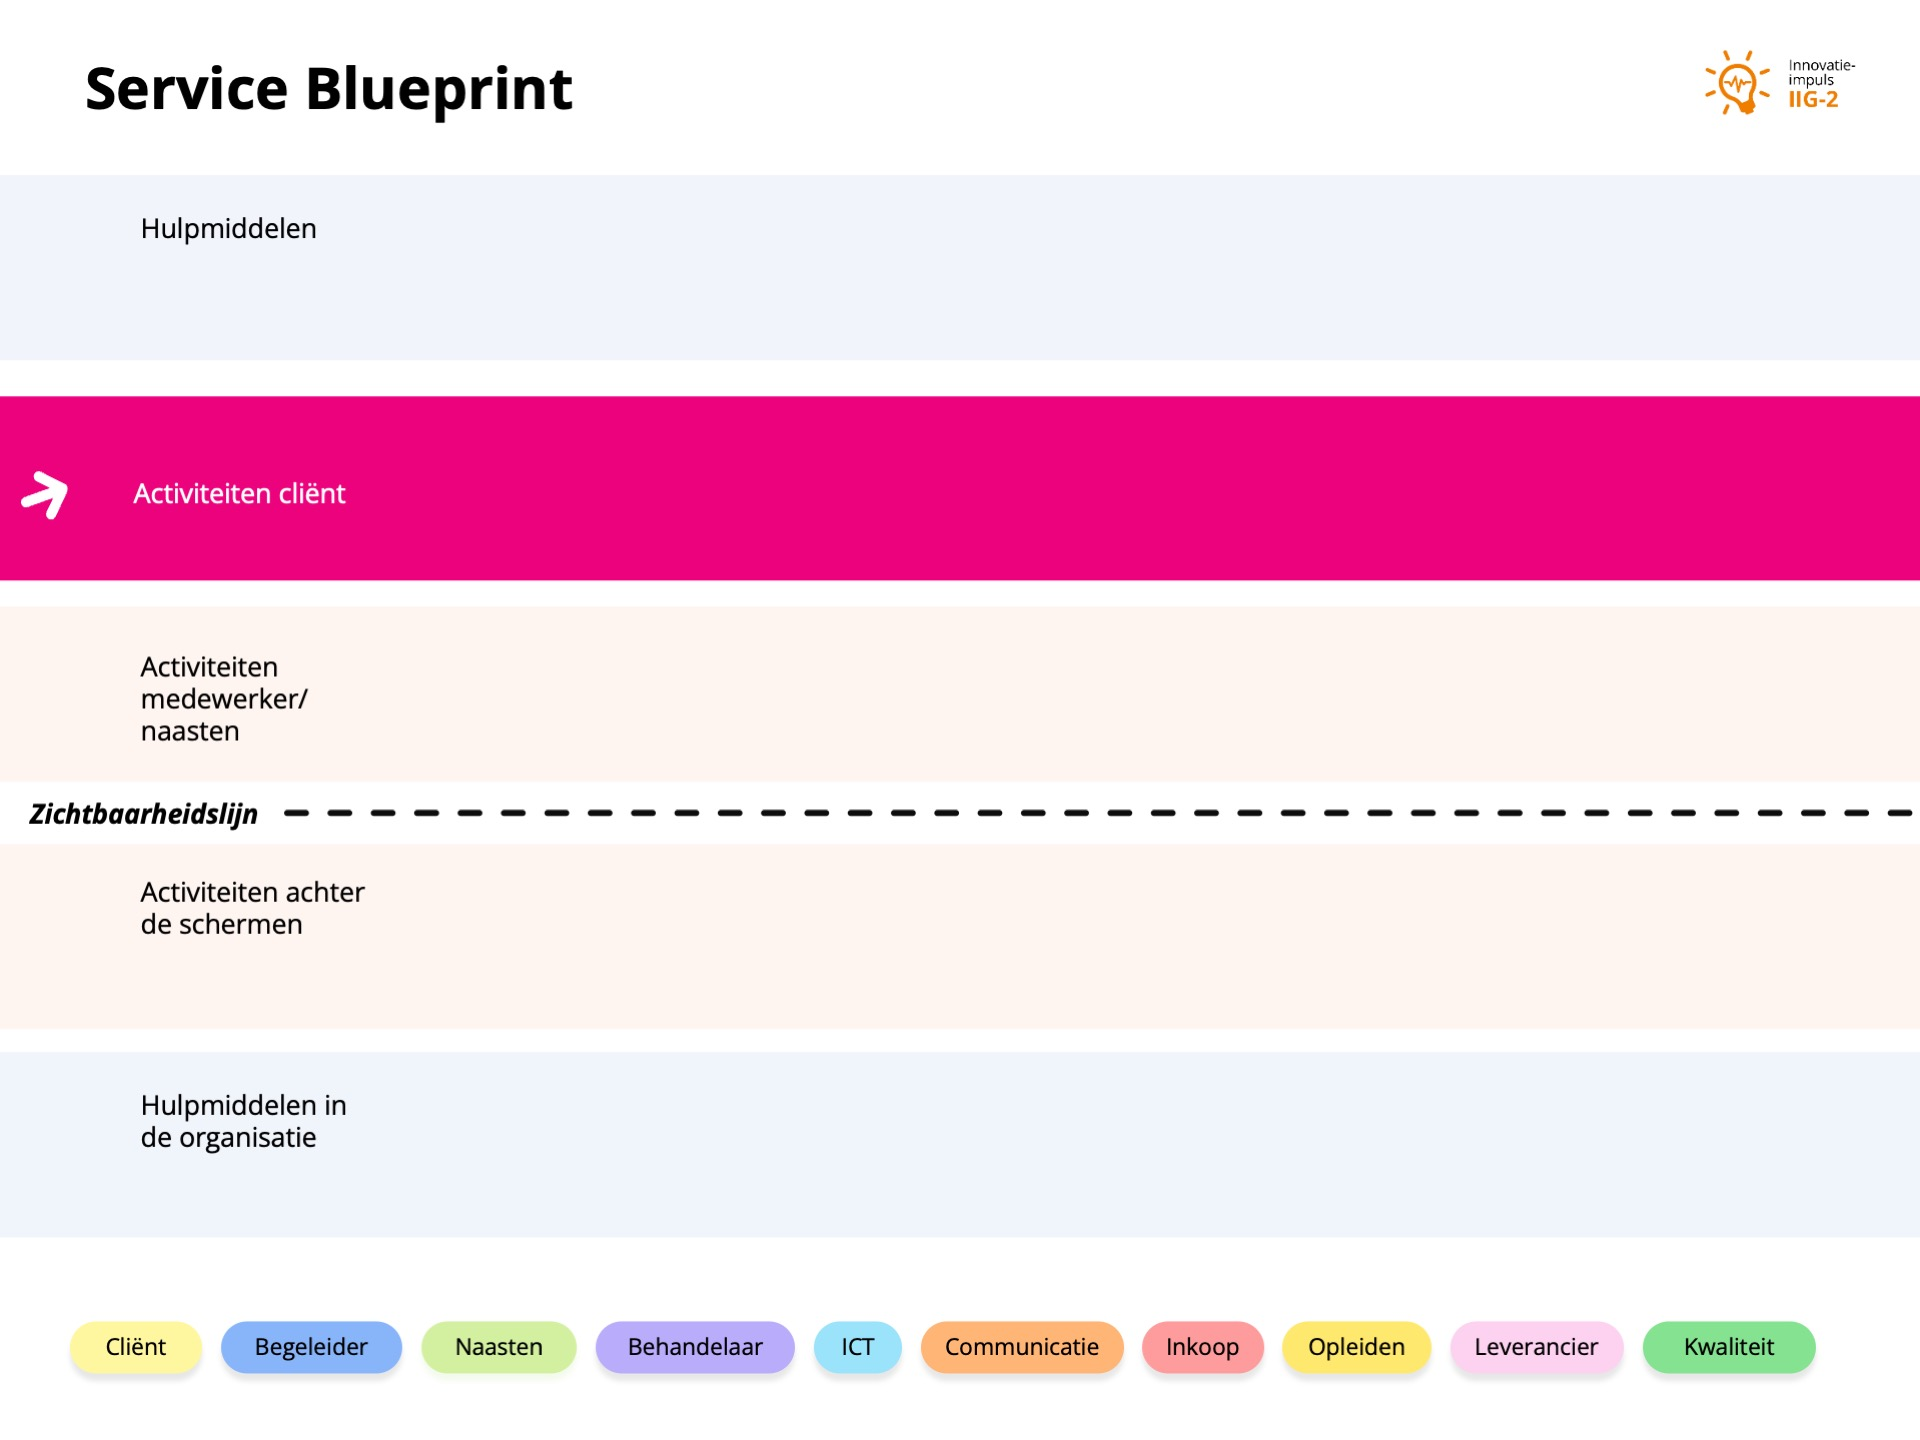 Service Blueprint
Innovatie-
impuls
IIG-2
Hulpmiddelen
Activiteiten cliënt
Activiteiten
medewerker/
naasten
Zichtbaarheidslijn
Activiteiten achter
de schermen
Hulpmiddelen in
de organisatie
Cliënt Begeleider Naasten Behandelaar ICT Communicatie Inkoop Opleiden Leverancier Kwaliteit